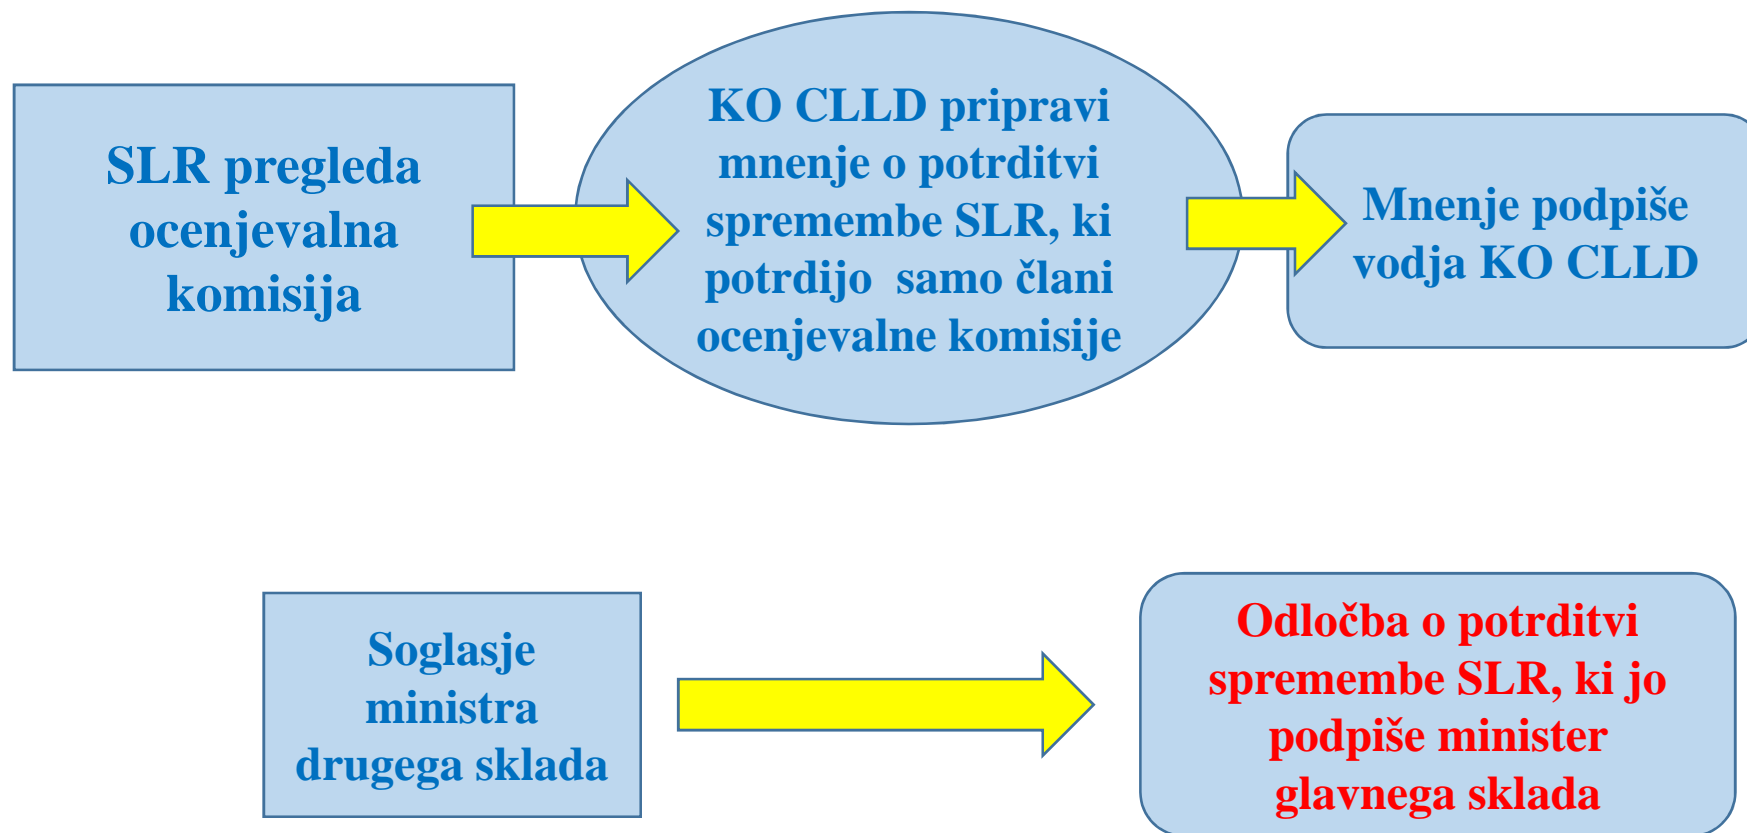 SLR pregleda
ocenjevalna
komisija
KO CLLD pripravi
mnenje o potrditvi
spremembe SLR, ki
potrdijo  samo člani
ocenjevalne komisije
Mnenje podpiše
vodja KO CLLD
Soglasje
ministra
drugega sklada
Odločba o potrditvi
spremembe SLR, ki jo
podpiše minister
glavnega sklada